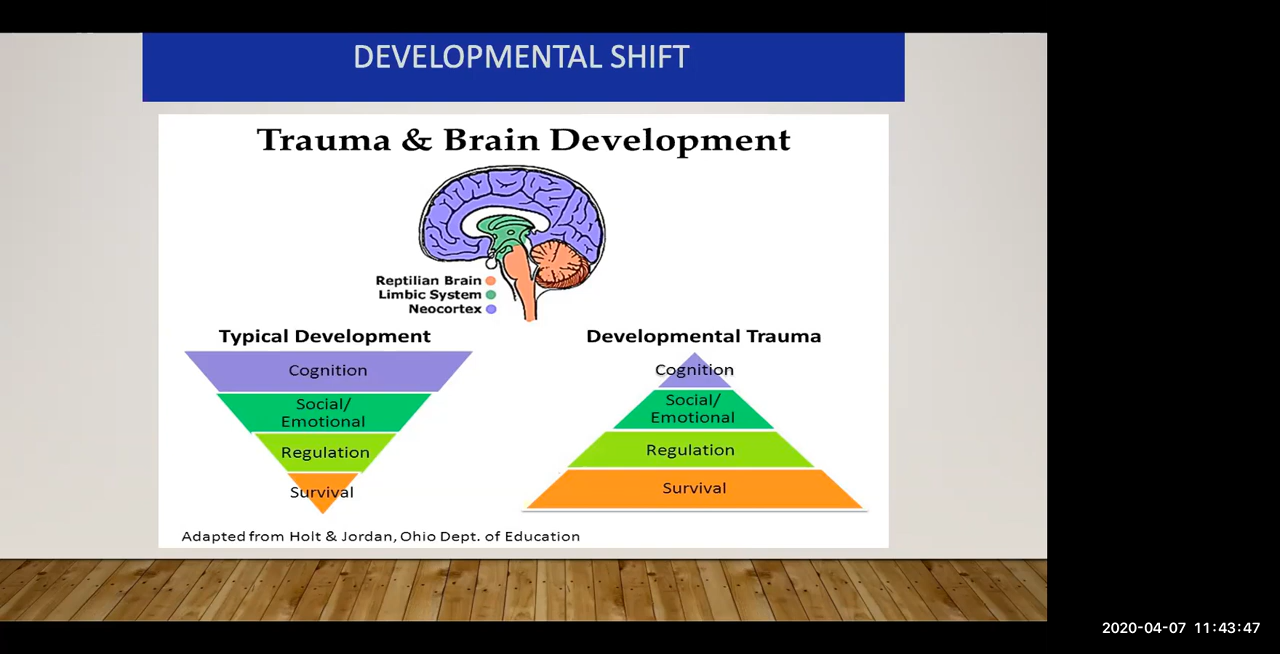 DEVELOPMENTAL SHIFT
Trauma & Brain Development
Reptilian Brain
Limbic System
Neocortex
Typical Development
Cognition
Social/
Emotional
Regulation
Survival
Developmental Trauma
Cognition
Social/
Emotional
Regulation
Survival
Adapted from Holt & Jordan, Ohio Dept. of Education
2020-04-07 11:43:47